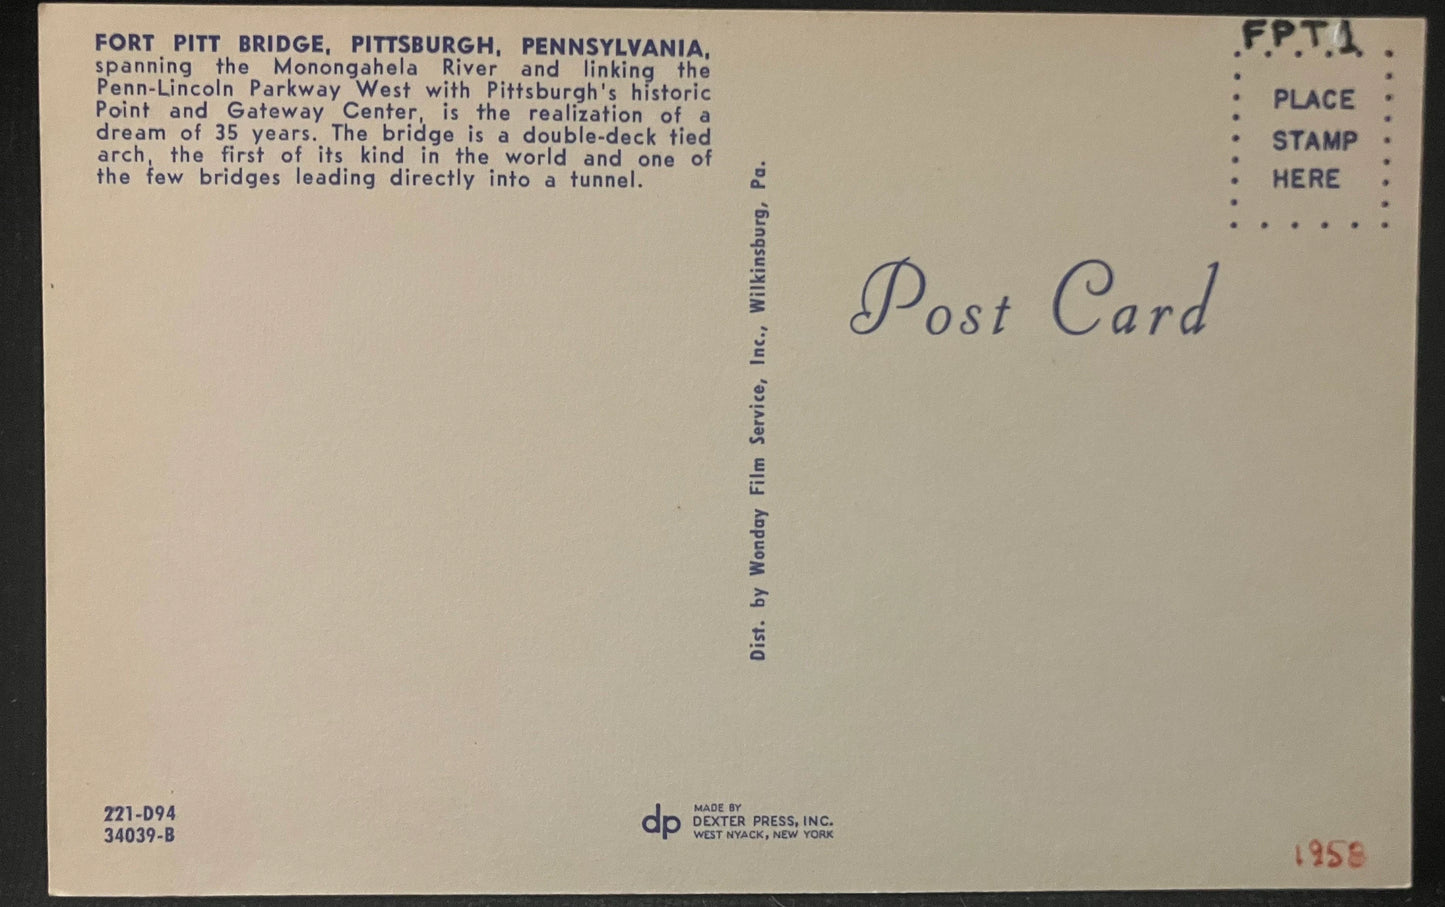 FORT PITT BRIDGE, PITTSBURGH, PENNSYLVANIA,
spanning the Monongahela River and linking the
Penn-Lincoln Parkway West with Pittsburgh's historic
Point and Gateway Center, is the realization of a
dream of 35 years. The bridge is a double-deck tied
arch, the first of its kind in the world and one of
the few bridges leading directly into a tunnel.
221-D94
34039-B
Dist. by Wonday Film Service, Inc., Wilkinsburg, Pa.
dp
MADE BY
DEXTER PRESS, INC.
WEST NYACK, NEW YORK
F.P.T.1
PLACE
STAMP
HERE
Post Card
1958